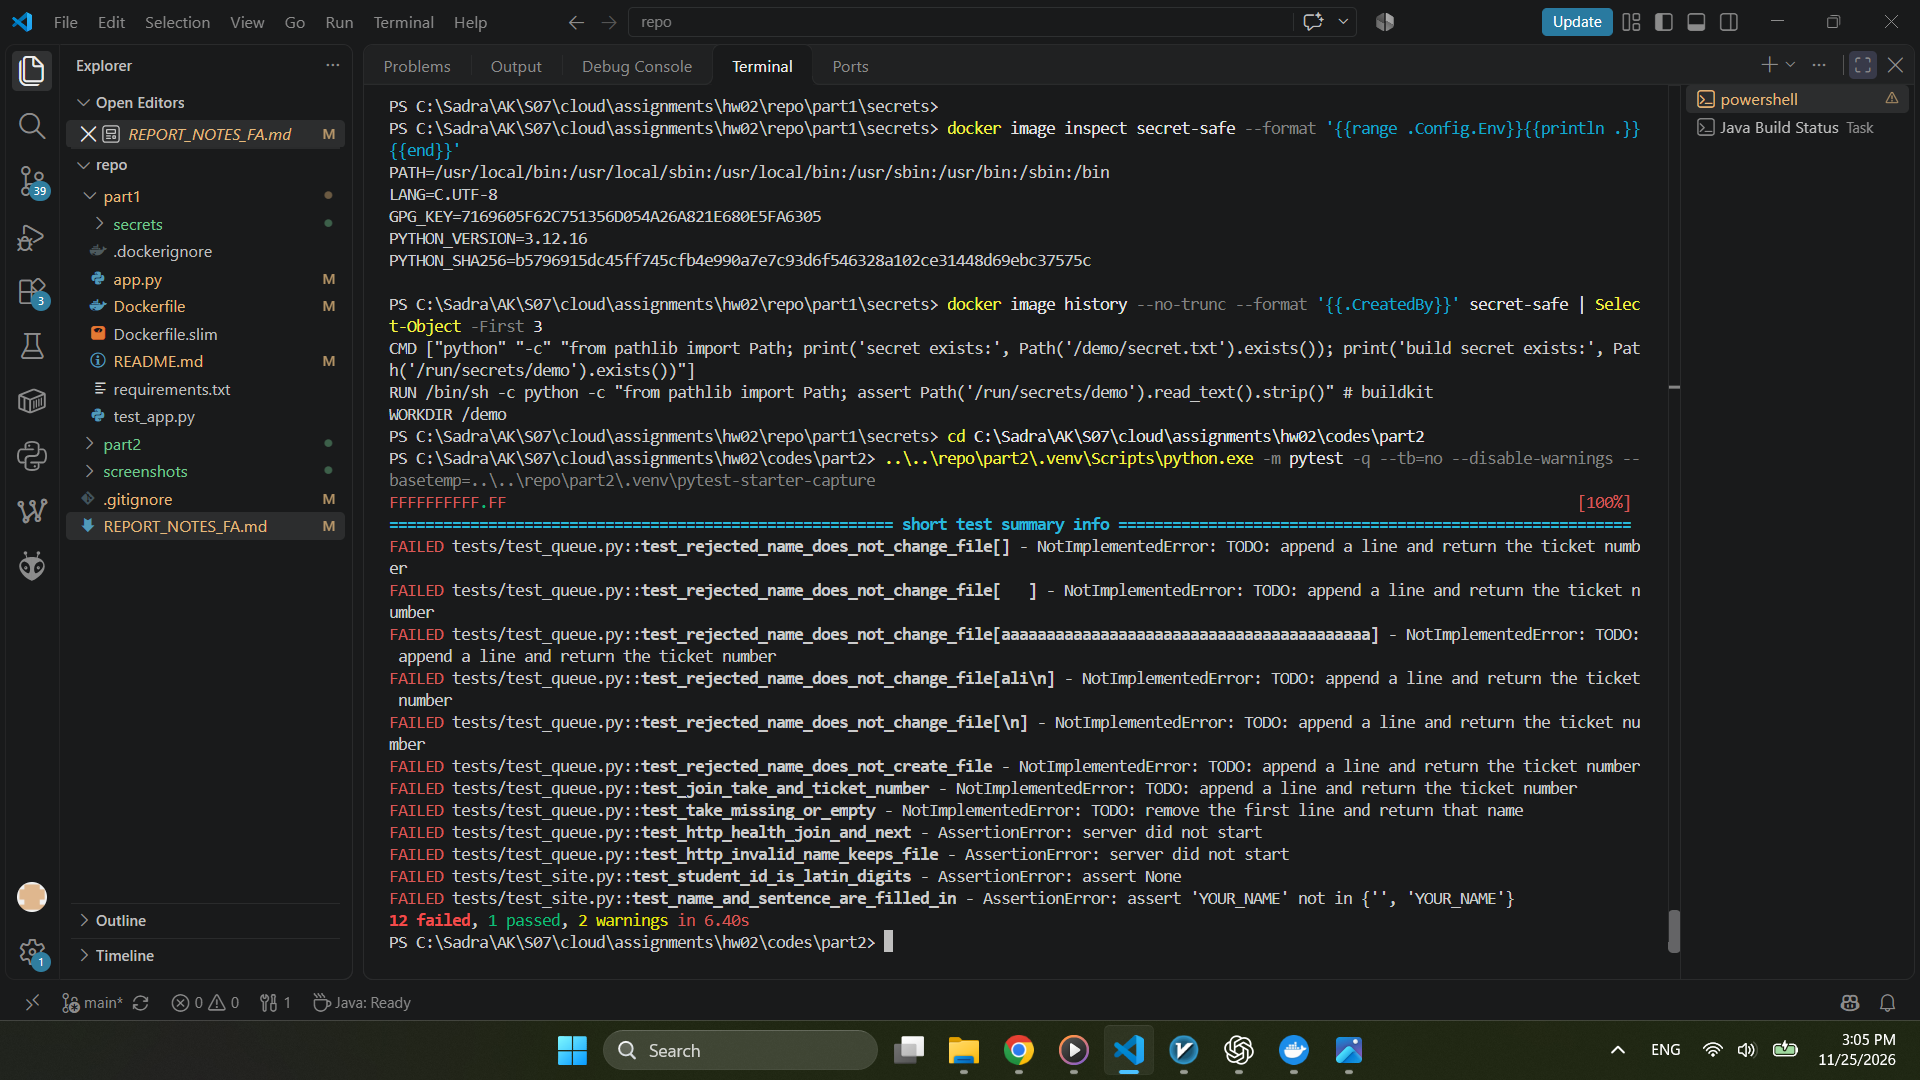 File Edit Selection View Go Run Terminal Help
repo
Update
Explorer
Open Editors
REPORT_NOTES_FA.md M
repo
part1
secrets
.dockerignore
app.py M
Dockerfile M
Dockerfile.slim
README.md M
requirements.txt
test_app.py
part2
screenshots
.gitignore M
REPORT_NOTES_FA.md M
Outline
Timeline
39
3
1
Problems Output Debug Console Terminal Ports
PS C:\Sadra\AK\S07\cloud\assignments\hw02\repo\part1\secrets>
PS C:\Sadra\AK\S07\cloud\assignments\hw02\repo\part1\secrets> docker image inspect secret-safe --format '{{range .Config.Env}}{{println .}}
{{end}}'
PATH=/usr/local/bin:/usr/local/sbin:/usr/local/bin:/usr/sbin:/usr/bin:/sbin:/bin
LANG=C.UTF-8
GPG_KEY=7169605F62C751356D054A26A821E680E5FA6305
PYTHON_VERSION=3.12.16
PYTHON_SHA256=b5796915dc45ff745cfb4e990a7e7c93d6f546328a102ce31448d69ebc37575c
PS C:\Sadra\AK\S07\cloud\assignments\hw02\repo\part1\secrets> docker image history --no-trunc --format '{{.CreatedBy}}' secret-safe | Selec
t-Object -First 3
CMD ["python" "-c" "from pathlib import Path; print('secret exists:', Path('/demo/secret.txt').exists()); print('build secret exists:', Pat
h('/run/secrets/demo').exists())"]
RUN /bin/sh -c python -c "from pathlib import Path; assert Path('/run/secrets/demo').read_text().strip()" # buildkit
WORKDIR /demo
PS C:\Sadra\AK\S07\cloud\assignments\hw02\repo\part1\secrets> cd C:\Sadra\AK\S07\cloud\assignments\hw02\codes\part2
PS C:\Sadra\AK\S07\cloud\assignments\hw02\codes\part2> ..\..\repo\part2\.venv\Scripts\python.exe -m pytest -q --tb=no --disable-warnings --
basetemp=..\..\repo\part2\.venv\pytest-starter-capture
FFFFFFFFFF.FF [100%]
======================================================== short test summary info =========================================================
FAILED tests/test_queue.py::test_rejected_name_does_not_change_file[] - NotImplementedError: TODO: append a line and return the ticket numb
er
FAILED tests/test_queue.py::test_rejected_name_does_not_change_file[   ] - NotImplementedError: TODO: append a line and return the ticket n
umber
FAILED tests/test_queue.py::test_rejected_name_does_not_change_file[aaaaaaaaaaaaaaaaaaaaaaaaaaaaaaaaaaaaaaaaa] - NotImplementedError: TODO:
 append a line and return the ticket number
FAILED tests/test_queue.py::test_rejected_name_does_not_change_file[ali\n] - NotImplementedError: TODO: append a line and return the ticket
 number
FAILED tests/test_queue.py::test_rejected_name_does_not_change_file[\n] - NotImplementedError: TODO: append a line and return the ticket nu
mber
FAILED tests/test_queue.py::test_rejected_name_does_not_create_file - NotImplementedError: TODO: append a line and return the ticket number
FAILED tests/test_queue.py::test_join_take_and_ticket_number - NotImplementedError: TODO: append a line and return the ticket number
FAILED tests/test_queue.py::test_take_missing_or_empty - NotImplementedError: TODO: remove the first line and return that name
FAILED tests/test_queue.py::test_http_health_join_and_next - AssertionError: server did not start
FAILED tests/test_queue.py::test_http_invalid_name_keeps_file - AssertionError: server did not start
FAILED tests/test_site.py::test_student_id_is_latin_digits - AssertionError: assert None
FAILED tests/test_site.py::test_name_and_sentence_are_filled_in - AssertionError: assert 'YOUR_NAME' not in {'', 'YOUR_NAME'}
12 failed, 1 passed, 2 warnings in 6.40s
PS C:\Sadra\AK\S07\cloud\assignments\hw02\codes\part2>
powershell
Java Build Status Task
main* 0 0 1 Java: Ready
Search
ENG
3:05 PM
11/25/2026